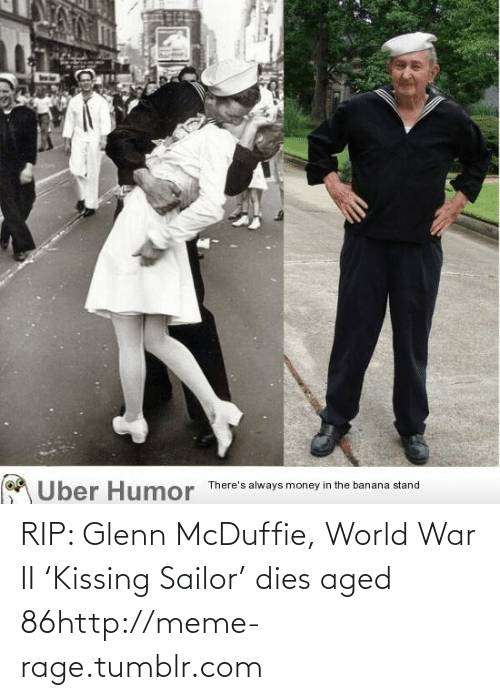 Uber Humor
There's always money in the banana stand
RIP: Glenn McDuffie, World War
II ‘Kissing Sailor’ dies aged
86http://meme-
rage.tumblr.com